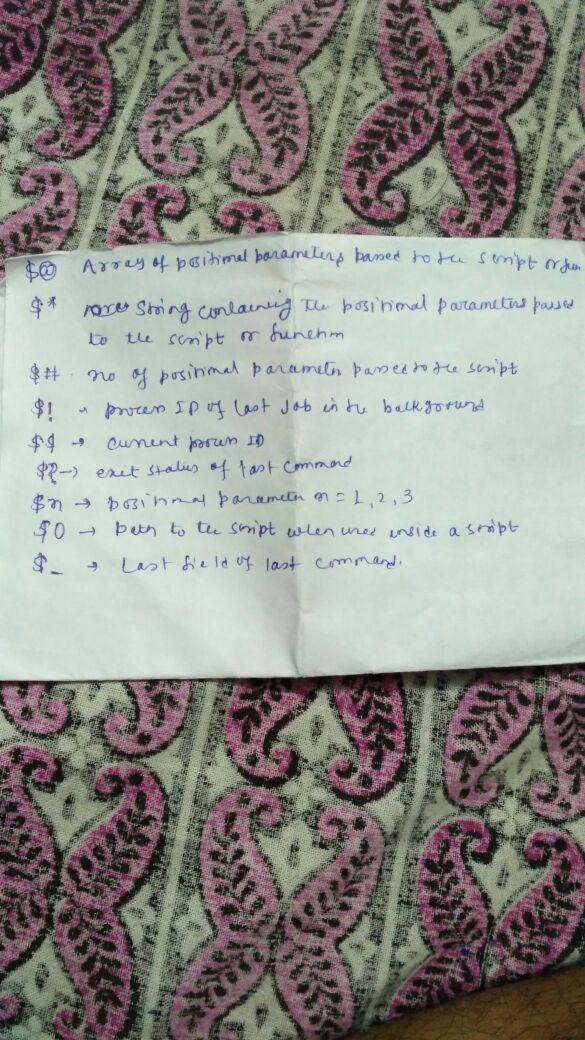 $@ Array of positional parameters passed to the script or fun
$* String containing the positional parameters passed
to the script or function
$# no of positional parameter passed to the script
$! → process ID of last Job in the background
$$ → current process ID
$? → exit status of last command
$n → positional parameter n = 1, 2, 3
$0 → path to the script when used inside a script
$_ → Last field of last command.